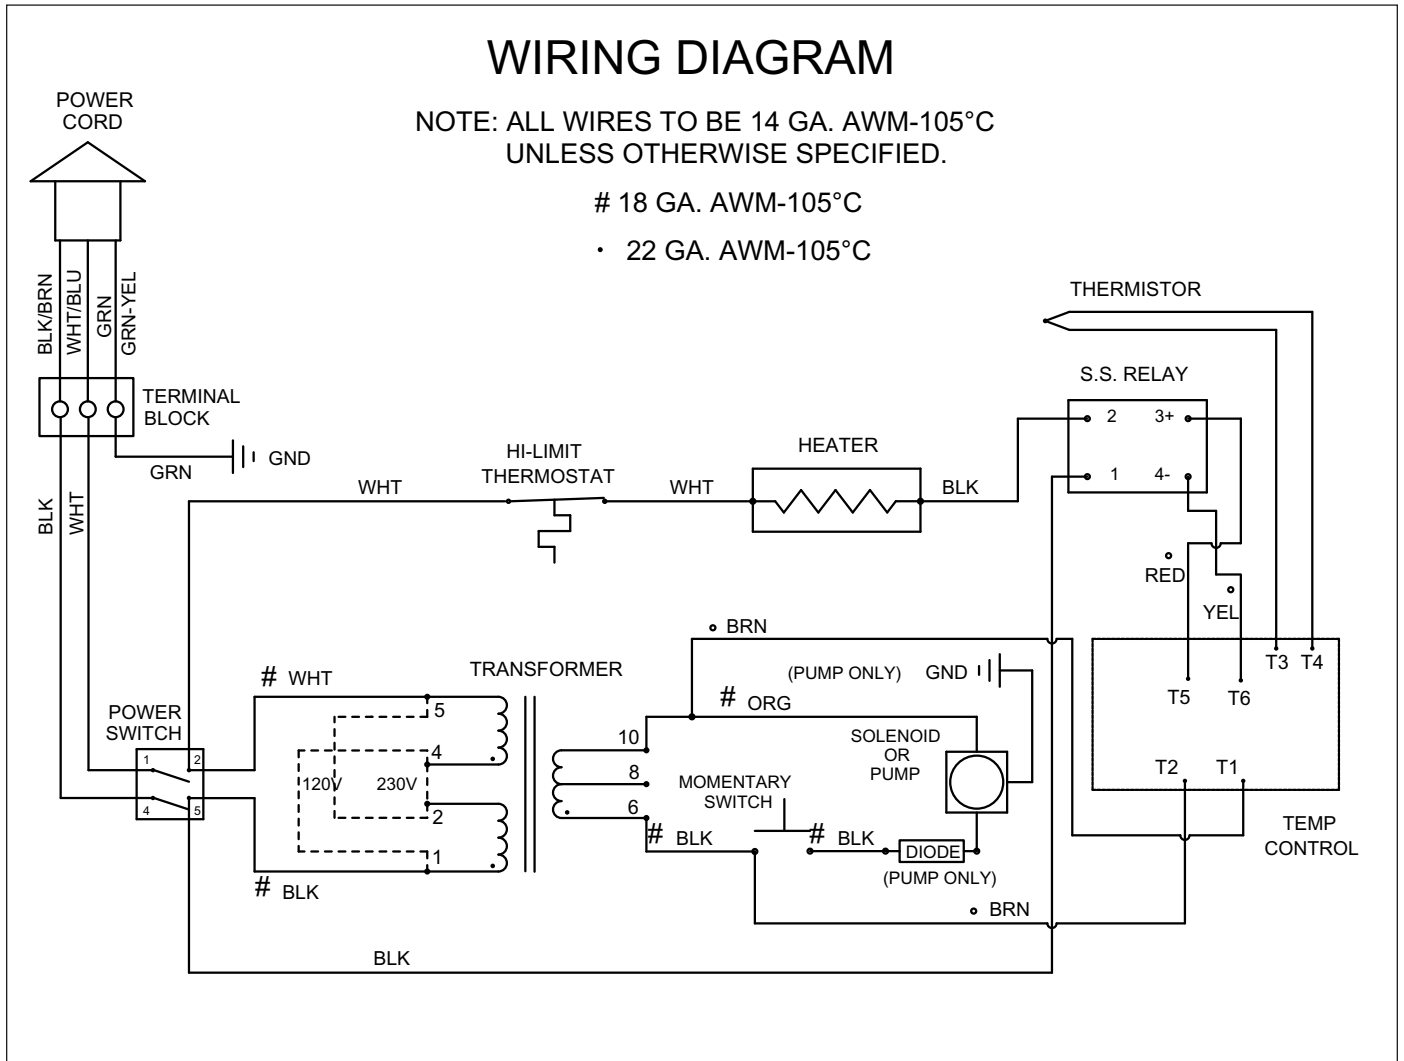 WIRING DIAGRAM
NOTE: ALL WIRES TO BE 14 GA. AWM-105°C
UNLESS OTHERWISE SPECIFIED.
# 18 GA. AWM-105°C
· 22 GA. AWM-105°C
POWER
CORD
BLK/BRN
WHT/BLU
GRN
GRN-YEL
TERMINAL
BLOCK
GRN
GND
BLK
WHT
WHT
HI-LIMIT
THERMOSTAT
WHT
HEATER
BLK
THERMISTOR
S.S. RELAY
2
3+
1
4-
RED
YEL
BRN
T3
T4
T5
T6
T2
T1
TEMP
CONTROL
POWER
SWITCH
1
2
4
5
# WHT
# BLK
TRANSFORMER
5
4
2
1
120V
230V
10
8
6
# ORG
(PUMP ONLY)
GND
SOLENOID
OR
PUMP
MOMENTARY
SWITCH
# BLK
# BLK
DIODE
(PUMP ONLY)
BRN
BLK